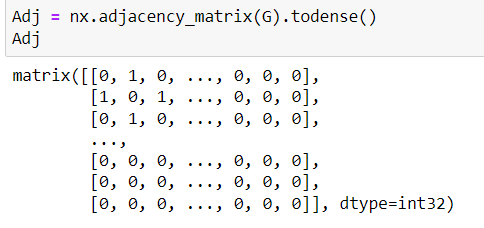 Adj = nx.adjacency_matrix(G).todense()
Adj
matrix([[0, 1, 0, ..., 0, 0, 0],
        [1, 0, 1, ..., 0, 0, 0],
        [0, 1, 0, ..., 0, 0, 0],
        ...,
        [0, 0, 0, ..., 0, 0, 0],
        [0, 0, 0, ..., 0, 0, 0],
        [0, 0, 0, ..., 0, 0, 0]], dtype=int32)